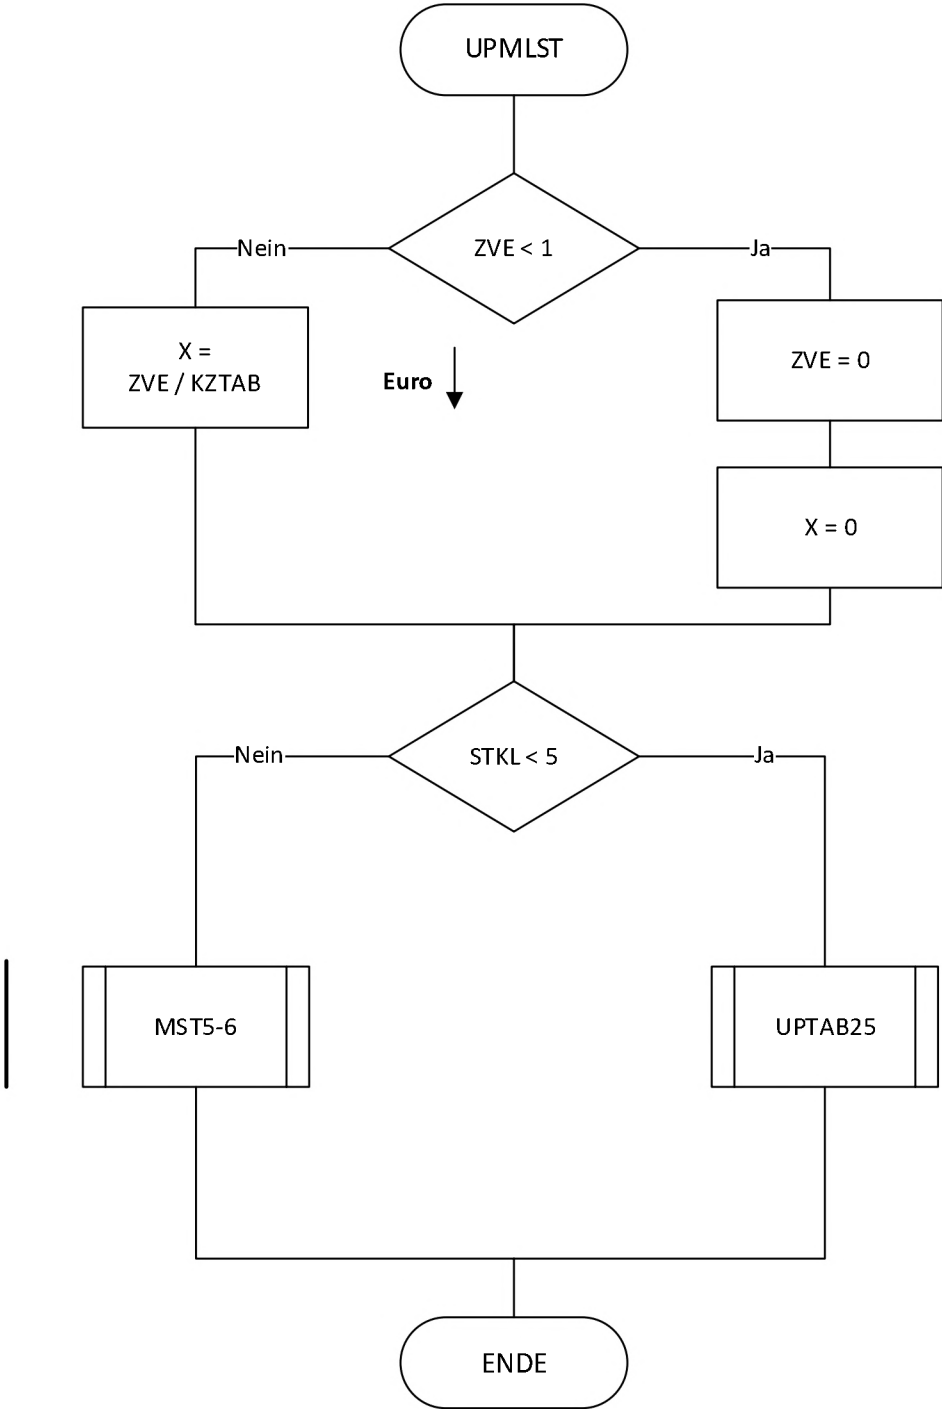 UPMLST
ZVE < 1
Nein
Ja
X =
ZVE / KZTAB
Euro
ZVE = 0
X = 0
STKL < 5
Nein
Ja
MST5-6
UPTAB25
ENDE